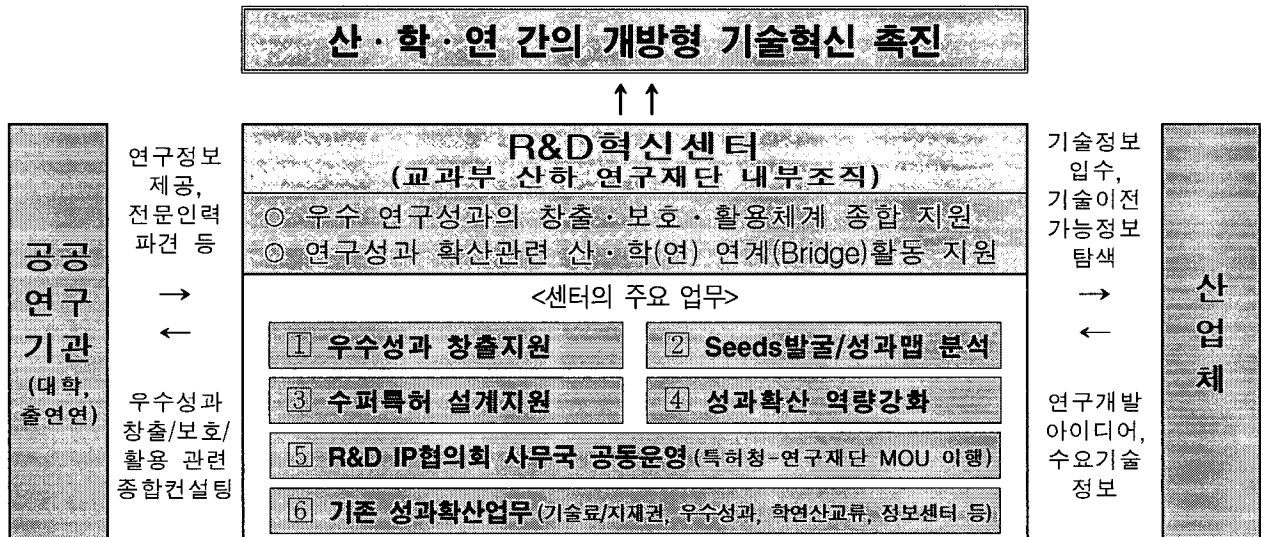 산·학·연 간의 개방형 기술혁신 촉진
↑↑
공공
연구
기관
(대학,
출연연)
연구정보
제공,
전문인력
파견 등
→
←
우수성과
창출/보호/
활용 관련
종합컨설팅
R&D혁신센터
(교과부 산하 연구재단 내부조직)
◎ 우수 연구성과의 창출·보호·활용체계 종합 지원
◎ 연구성과 확산관련 산·학(연) 연계(Bridge)활동 지원
<센터의 주요 업무>
1 우수성과 창출지원
2 Seeds발굴/성과맵 분석
3 수퍼특허 설계지원
4 성과확산 역량강화
5 R&D IP협의회 사무국 공동운영(특허청-연구재단 MOU 이행)
6 기존 성과확산업무(기술료/지재권, 우수성과, 학연산교류, 정보센터 등)
기술정보
입수,
기술이전
가능정보
탐색
→
←
연구개발
아이디어,
수요기술
정보
산
업
체